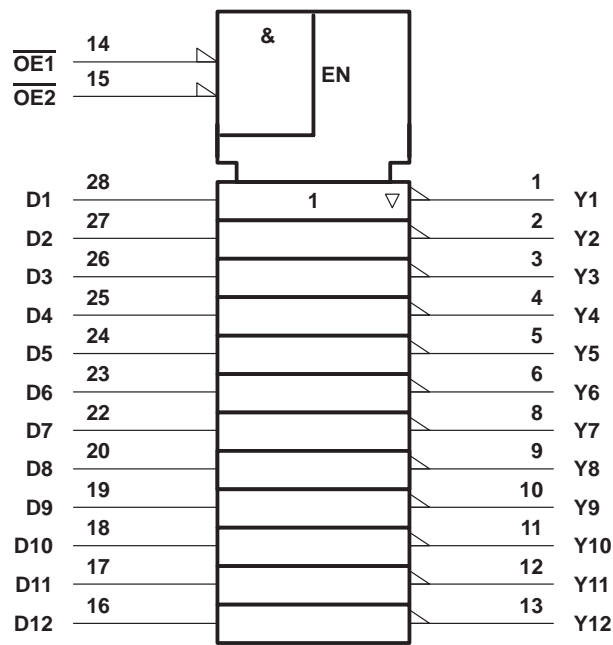 &
EN
14
O̅E̅1̅
15
O̅E̅2̅
D1 28 1 ▽ 1 Y1
D2 27 2 Y2
D3 26 3 Y3
D4 25 4 Y4
D5 24 5 Y5
D6 23 6 Y6
D7 22 8 Y7
D8 20 9 Y8
D9 19 10 Y9
D10 18 11 Y10
D11 17 12 Y11
D12 16 13 Y12